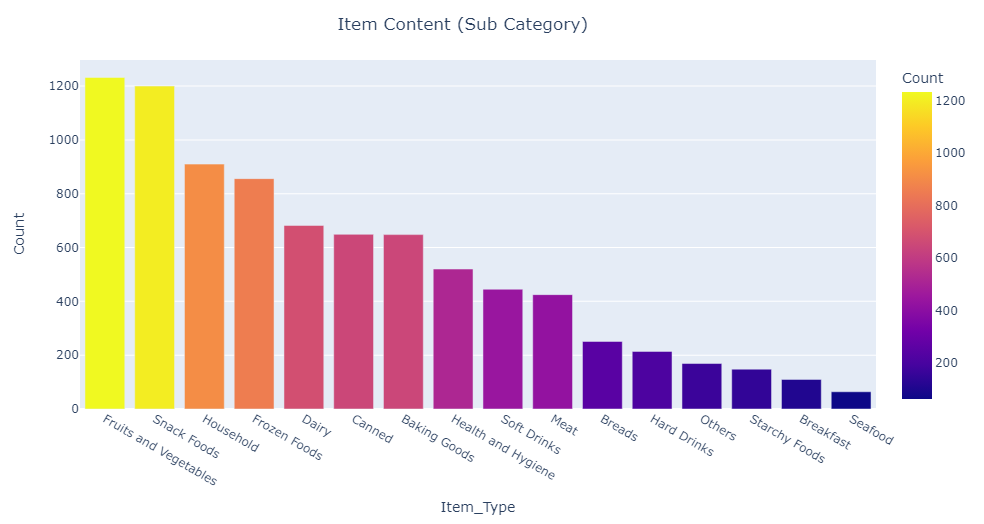 Item Content (Sub Category)
Count
1200
1000
800
600
400
200
0
Fruits and Vegetables
Snack Foods
Household
Frozen Foods
Dairy
Canned
Baking Goods
Health and Hygiene
Soft Drinks
Meat
Breads
Hard Drinks
Others
Starchy Foods
Breakfast
Seafood
Item_Type
Count
1200
1000
800
600
400
200